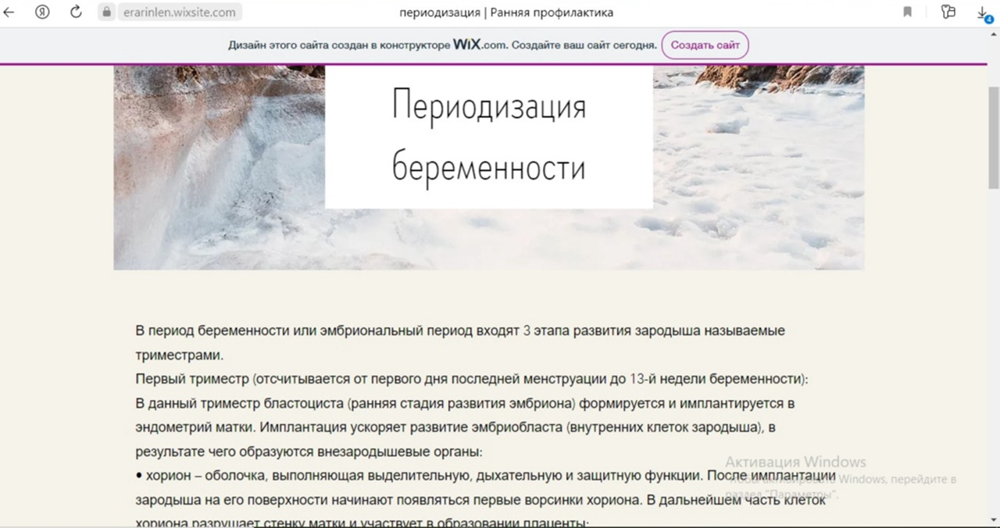 erarinlen.wixsite.com
периодизация | Ранняя профилактика
4
Дизайн этого сайта создан в конструкторе WiX.com. Создайте ваш сайт сегодня.
Создать сайт
Периодизация
беременности
В период беременности или эмбриональный период входят 3 этапа развития зародыша называемые
триместрами.
Первый триместр (отсчитывается от первого дня последней менструации до 13-й недели беременности):
В данный триместр бластоциста (ранняя стадия развития эмбриона) формируется и имплантируется в
эндометрий матки. Имплантация ускоряет развитие эмбриобласта (внутренних клеток зародыша), в
результате чего образуются внезародышевые органы:
• хорион – оболочка, выполняющая выделительную, дыхательную и защитную функции. После имплантации
зародыша на его поверхности начинают появляться первые ворсинки хориона. В дальнейшем часть клеток
хориона разрушает стенку матки и участвует в образовании плаценты;
Активация Windows
Чтобы активировать Windows, перейдите в
раздел "Параметры".